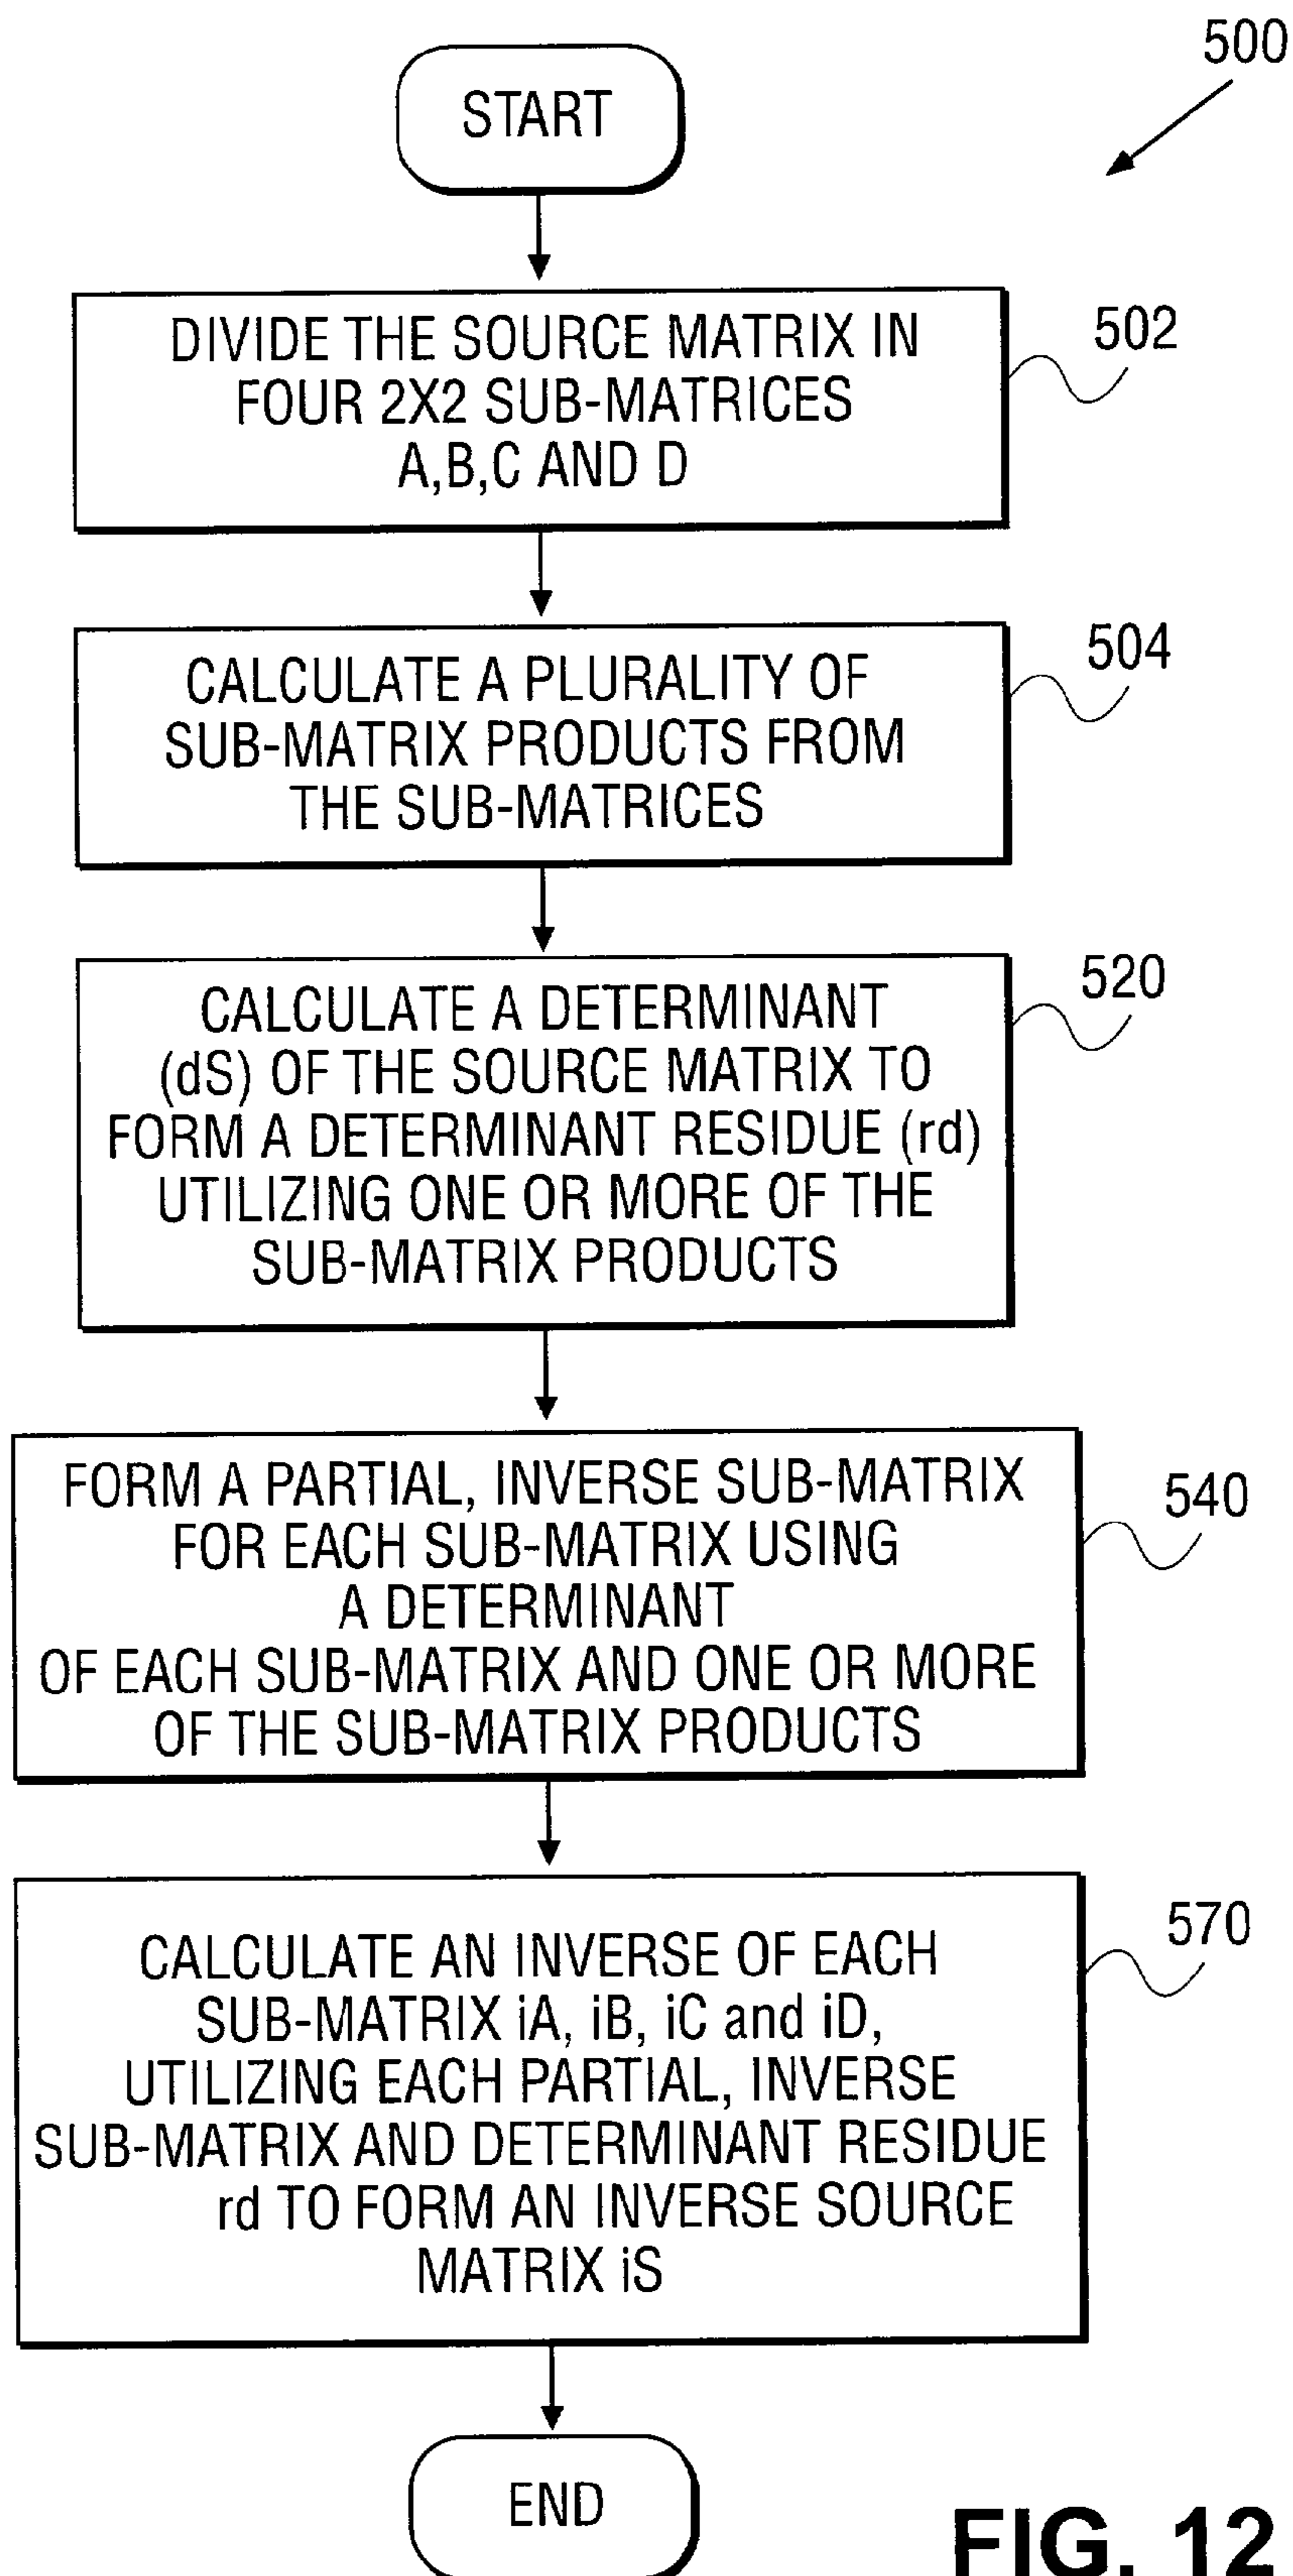 500
START
DIVIDE THE SOURCE MATRIX IN
FOUR 2X2 SUB-MATRICES
A,B,C AND D
502
CALCULATE A PLURALITY OF
SUB-MATRIX PRODUCTS FROM
THE SUB-MATRICES
504
CALCULATE A DETERMINANT
(dS) OF THE SOURCE MATRIX TO
FORM A DETERMINANT RESIDUE (rd)
UTILIZING ONE OR MORE OF THE
SUB-MATRIX PRODUCTS
520
FORM A PARTIAL, INVERSE SUB-MATRIX
FOR EACH SUB-MATRIX USING
A DETERMINANT
OF EACH SUB-MATRIX AND ONE OR MORE
OF THE SUB-MATRIX PRODUCTS
540
CALCULATE AN INVERSE OF EACH
SUB-MATRIX iA, iB, iC and iD,
UTILIZING EACH PARTIAL, INVERSE
SUB-MATRIX AND DETERMINANT RESIDUE
rd TO FORM AN INVERSE SOURCE
MATRIX iS
570
END
FIG. 12